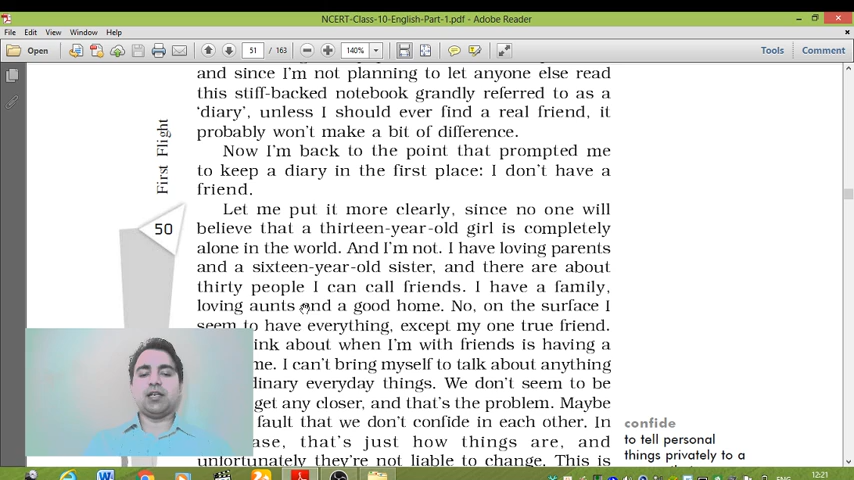 NCERT-Class-10-English-Part-1.pdf - Adobe Reader
File Edit View Window Help
Open 51 / 163 140% Tools Comment
and since I'm not planning to let anyone else read
this stiff-backed notebook grandly referred to as a
'diary', unless I should ever find a real friend, it
probably won't make a bit of difference.
Now I'm back to the point that prompted me
to keep a diary in the first place: I don't have a
friend.
Let me put it more clearly, since no one will
believe that a thirteen-year-old girl is completely
alone in the world. And I'm not. I have loving parents
and a sixteen-year-old sister, and there are about
thirty people I can call friends. I have a family,
loving aunts and a good home. No, on the surface I
seem to have everything, except my one true friend.
ink about when I'm with friends is having a
me. I can't bring myself to talk about anything
dinary everyday things. We don't seem to be
get any closer, and that's the problem. Maybe
fault that we don't confide in each other. In
ase, that's just how things are, and
unfortunately they're not liable to change. This is
First Flight
50
confide
to tell personal
things privately to a
ENG 12:21